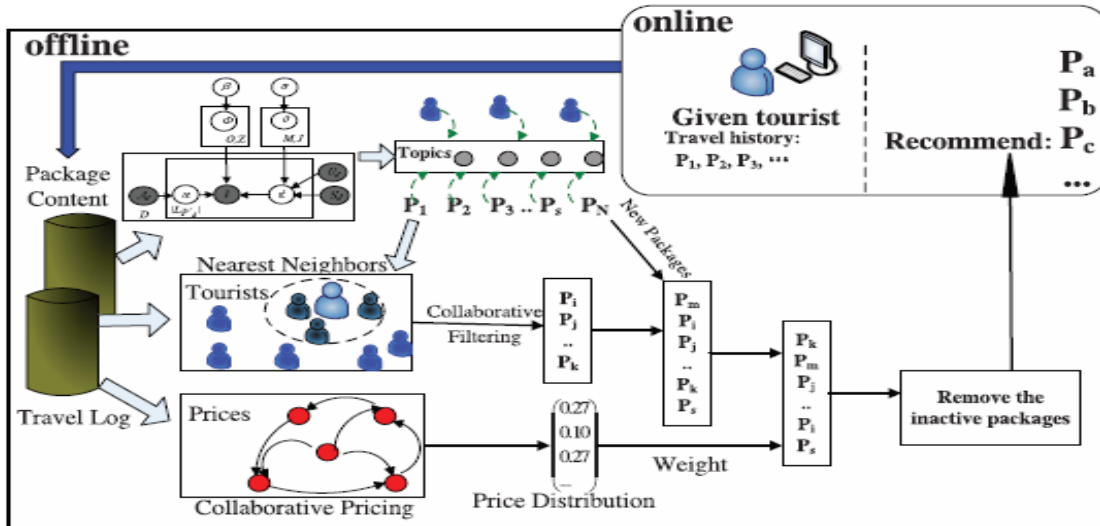 offline
online
Given tourist
Travel history:
P1, P2, P3, ...
Recommend:
Pa
Pb
Pc
...
Package
Content
β
α
D
Topics
P1 P2 P3 .. Ps PN
New Packages
Nearest Neighbors
Tourists
Collaborative
Filtering
Pi
Pj
..
Pk
Pm
Pi
Pj
..
Pk
Ps
Pk
Pm
Pj
..
Pi
Ps
Remove the
inactive packages
Travel Log
Prices
Collaborative Pricing
0.27
0.10
0.27
...
Price Distribution
Weight